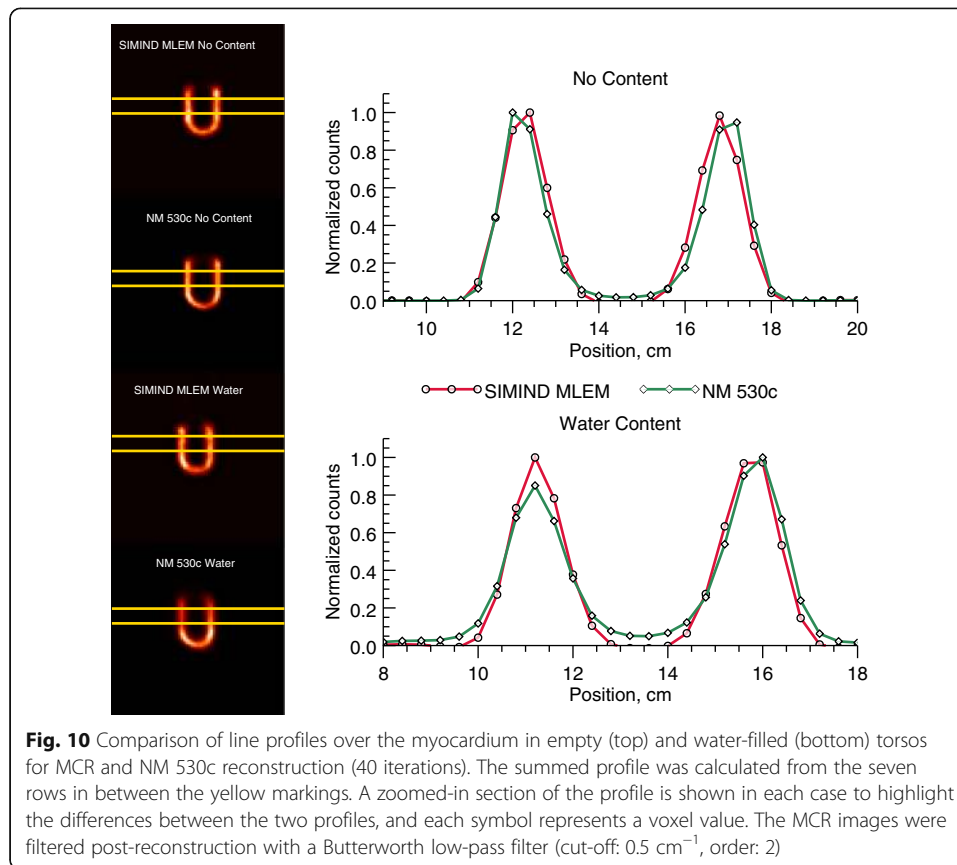 SIMIND MLEM No Content
NM 530c No Content
SIMIND MLEM Water
NM 530c Water
No Content
Normalized counts
1.0
0.8
0.6
0.4
0.2
0.0
10 12 14 16 18 20
Position, cm
SIMIND MLEM NM 530c
Water Content
Normalized counts
1.0
0.8
0.6
0.4
0.2
0.0
8 10 12 14 16 18
Position, cm
Fig. 10 Comparison of line profiles over the myocardium in empty (top) and water-filled (bottom) torsos
for MCR and NM 530c reconstruction (40 iterations). The summed profile was calculated from the seven
rows in between the yellow markings. A zoomed-in section of the profile is shown in each case to highlight
the differences between the two profiles, and each symbol represents a voxel value. The MCR images were
filtered post-reconstruction with a Butterworth low-pass filter (cut-off: 0.5 cm⁻¹, order: 2)